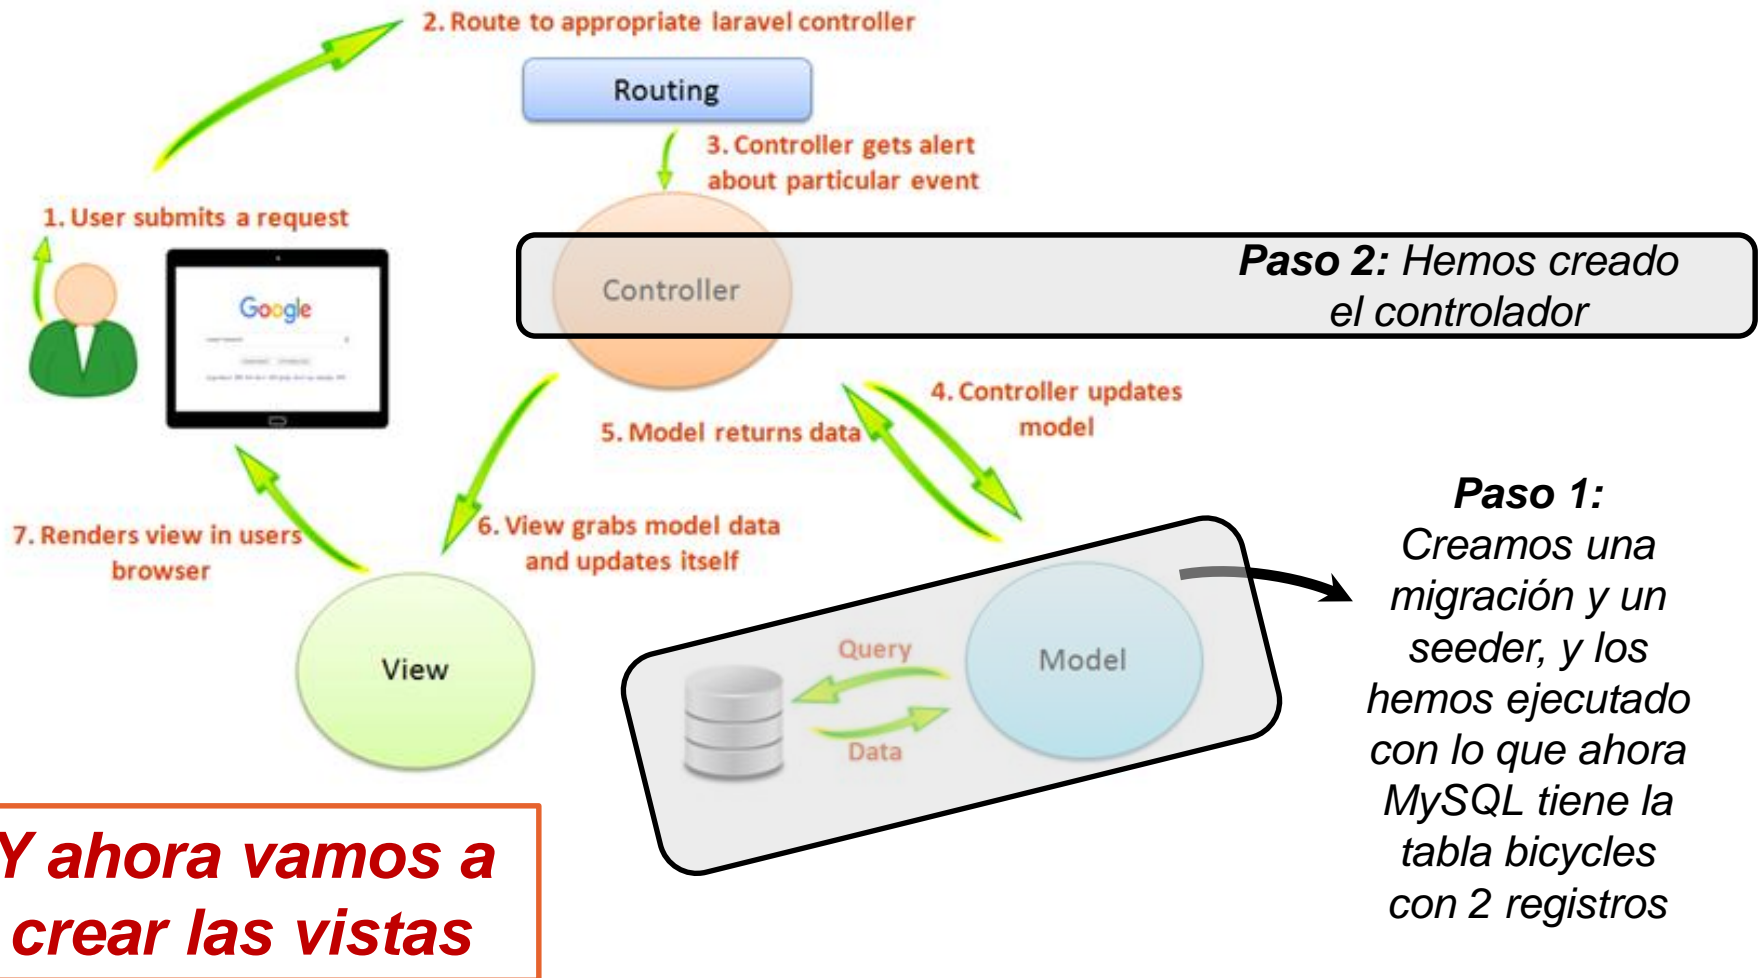 2. Route to appropriate laravel controller
Routing
3. Controller gets alert
about particular event
1. User submits a request
Google
Controller
Paso 2: Hemos creado
el controlador
4. Controller updates
model
5. Model returns data
6. View grabs model data
and updates itself
7. Renders view in users
browser
View
Query
Data
Model
Paso 1:
Creamos una
migración y un
seeder, y los
hemos ejecutado
con lo que ahora
MySQL tiene la
tabla bicycles
con 2 registros
Y ahora vamos a
crear las vistas